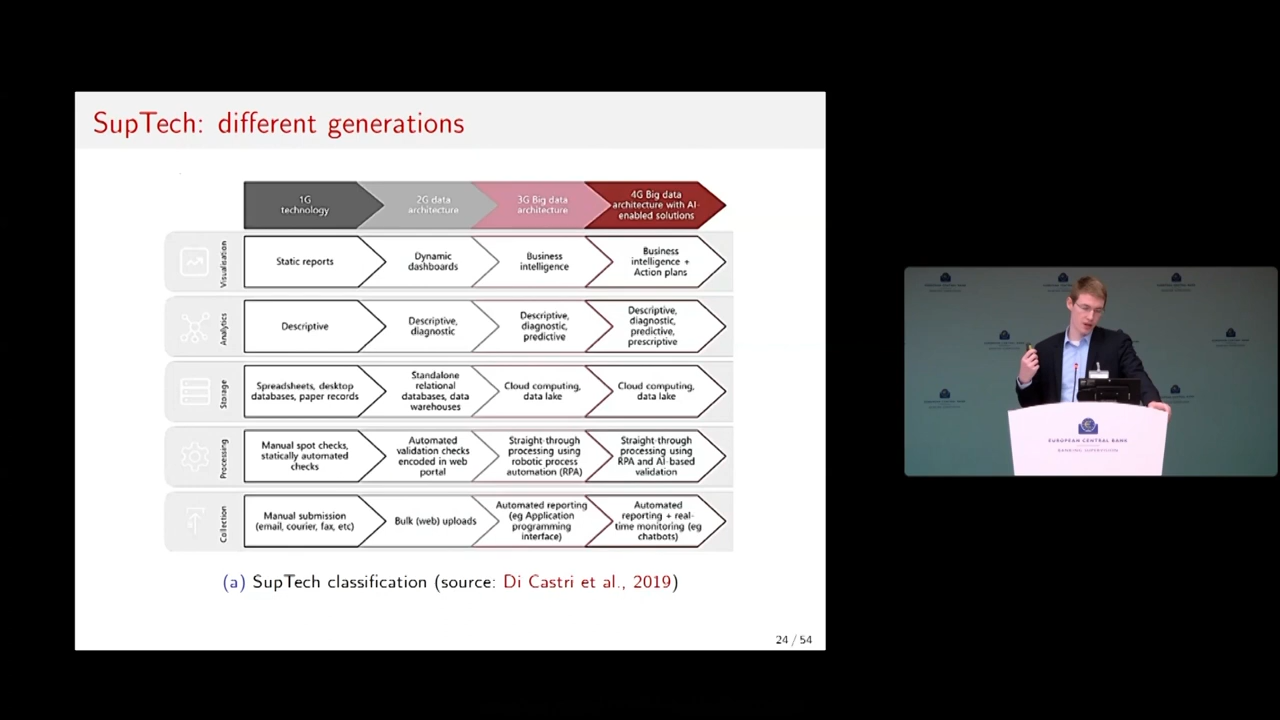 SupTech: different generations
1G
technology
2G data
architecture
3G Big data
architecture
4G Big data
architecture with AI-
enabled solutions
Visualisation
Static reports
Dynamic
dashboards
Business
intelligence
Business
intelligence +
Action plans
Analytics
Descriptive
Descriptive,
diagnostic
Descriptive,
diagnostic,
predictive
Descriptive,
diagnostic,
predictive,
prescriptive
Storage
Spreadsheets, desktop
databases, paper records
Standalone
relational
databases, data
warehouses
Cloud computing,
data lake
Cloud computing,
data lake
Processing
Manual spot checks,
statically automated
checks
Automated
validation checks
encoded in web
portal
Straight-through
processing using
robotic process
automation (RPA)
Straight-through
processing using
RPA and AI-based
validation
Collection
Manual submission
(email, courier, fax, etc)
Bulk (web) uploads
Automated reporting
(eg Application
programming
interface)
Automated
reporting + real-
time monitoring (eg
chatbots)
(a) SupTech classification (source: Di Castri et al., 2019)
24 / 54
EUROPEAN CENTRAL BANK
BANKING SUPERVISION